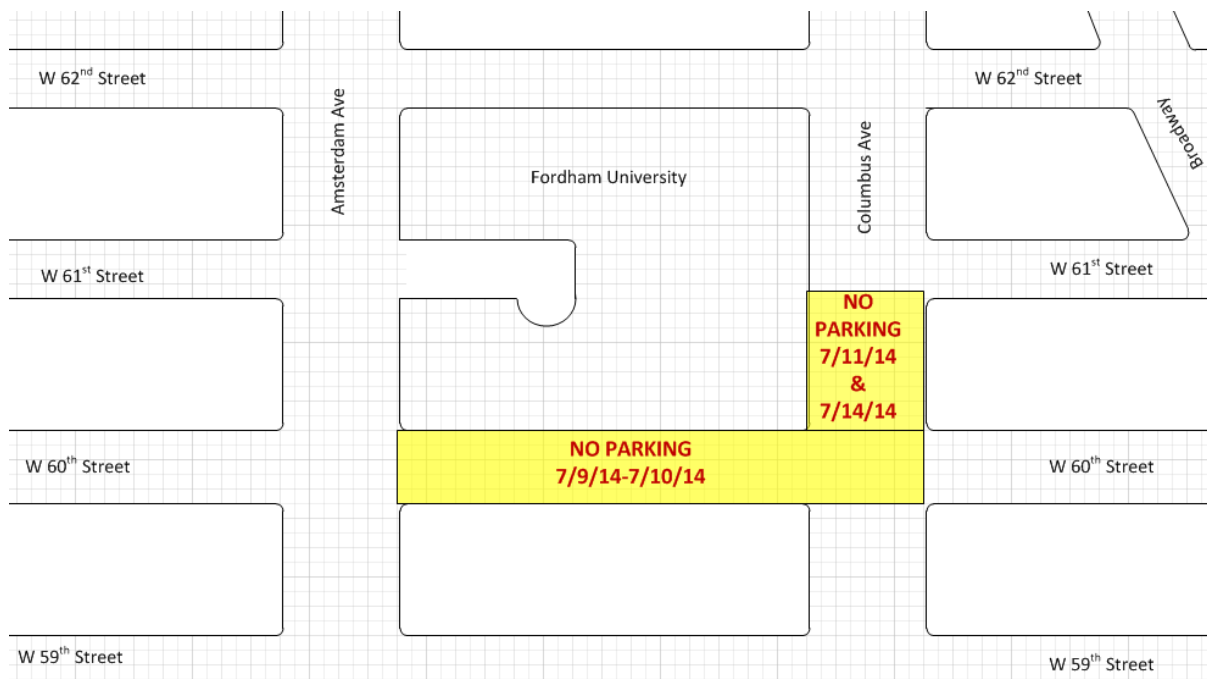 W 62nd Street
W 62nd Street
Amsterdam Ave
Columbus Ave
Broadway
Fordham University
W 61st Street
W 61st Street
NO
PARKING
7/11/14
&
7/14/14
NO PARKING
7/9/14-7/10/14
W 60th Street
W 60th Street
W 59th Street
W 59th Street